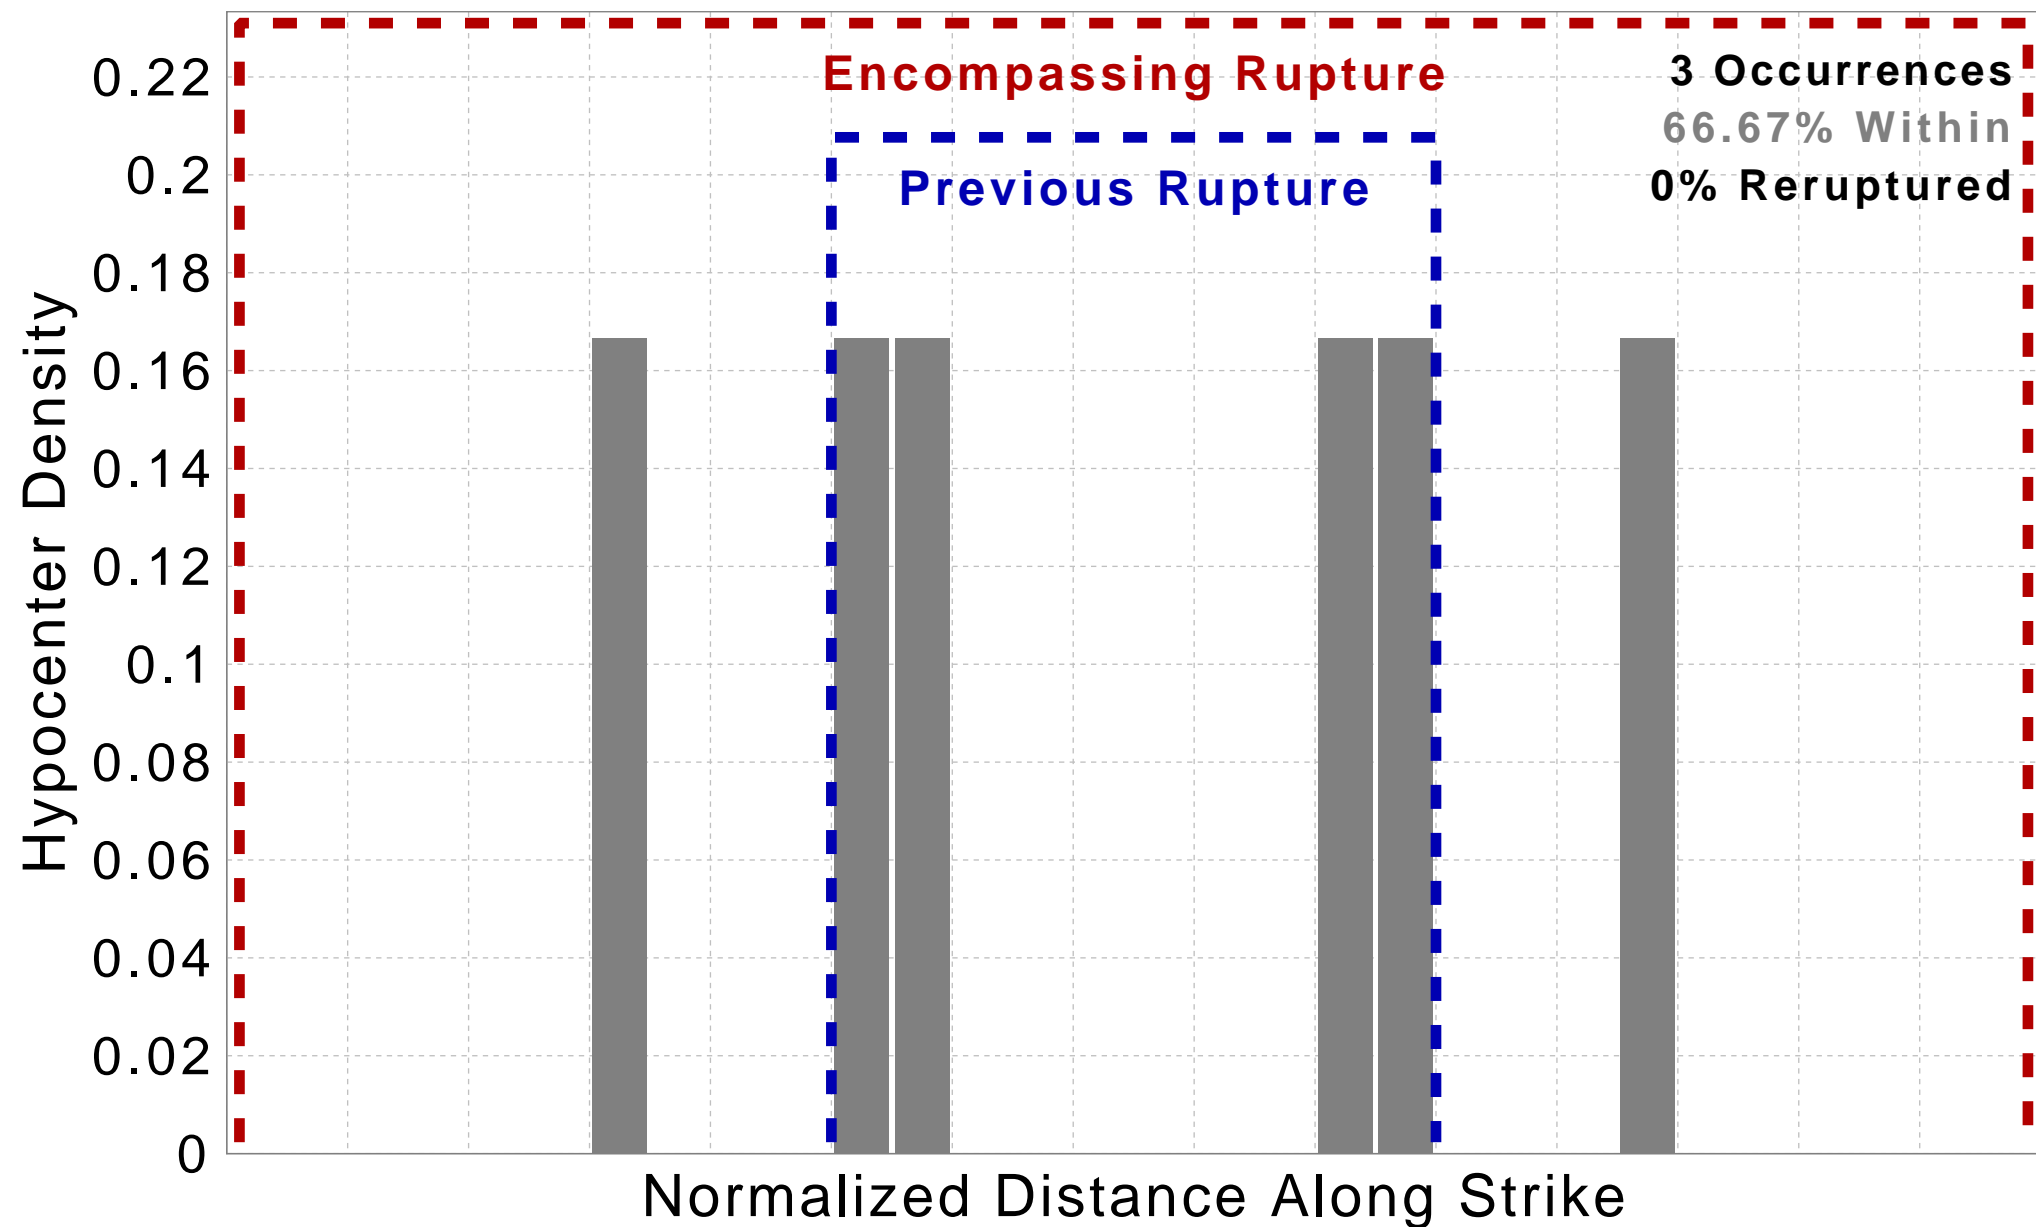 Encompassing Rupture
3 Occurrences
66.67% Within
Previous Rupture
0% Reruptured
0.22
0.2
0.18
0.16
0.14
0.12
0.1
0.08
0.06
0.04
0.02
0
Hypocenter Density
Normalized Distance Along Strike